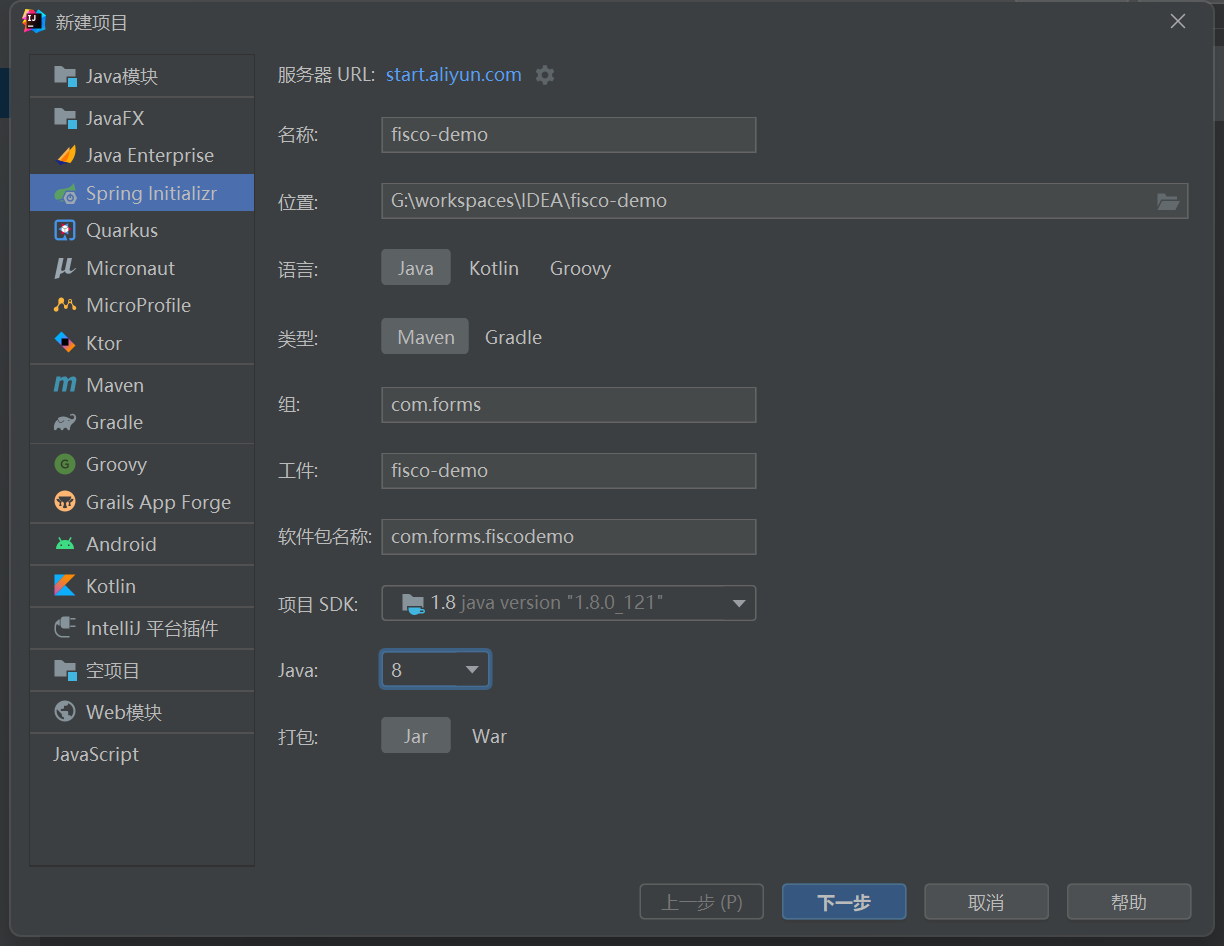 新建项目
Java模块
JavaFX
Java Enterprise
Spring Initializr
Quarkus
Micronaut
MicroProfile
Ktor
Maven
Gradle
Groovy
Grails App Forge
Android
Kotlin
IntelliJ 平台插件
空项目
Web模块
JavaScript
服务器 URL: start.aliyun.com
名称: fisco-demo
位置: G:\workspaces\IDEA\fisco-demo
语言: Java Kotlin Groovy
类型: Maven Gradle
组: com.forms
工件: fisco-demo
软件包名称: com.forms.fiscodemo
项目 SDK: 1.8 java version "1.8.0_121"
Java: 8
打包: Jar War
上一步 (P) 下一步 取消 帮助